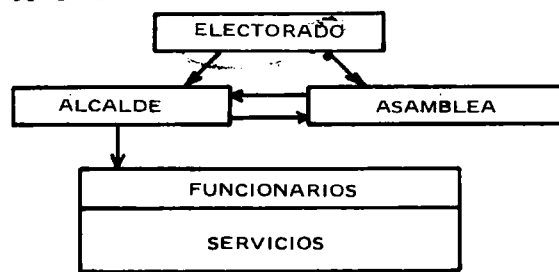 ELECTORADO
ALCALDE
ASAMBLEA
FUNCIONARIOS
SERVICIOS